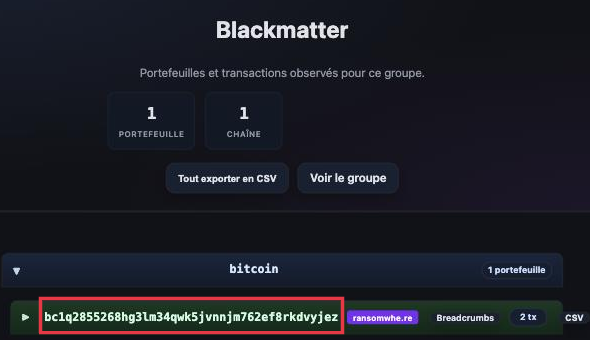 Blackmatter
Portefeuilles et transactions observés pour ce groupe.
1 1
PORTEFEUILLE CHAÎNE
Tout exporter en CSV Voir le groupe
▼ bitcoin 1 portefeuille
▶ bc1q2855268hg3lm34qwk5jvnnjm762ef8rkdvyjez ransomwhe.re Breadcrumbs 2 tx CSV